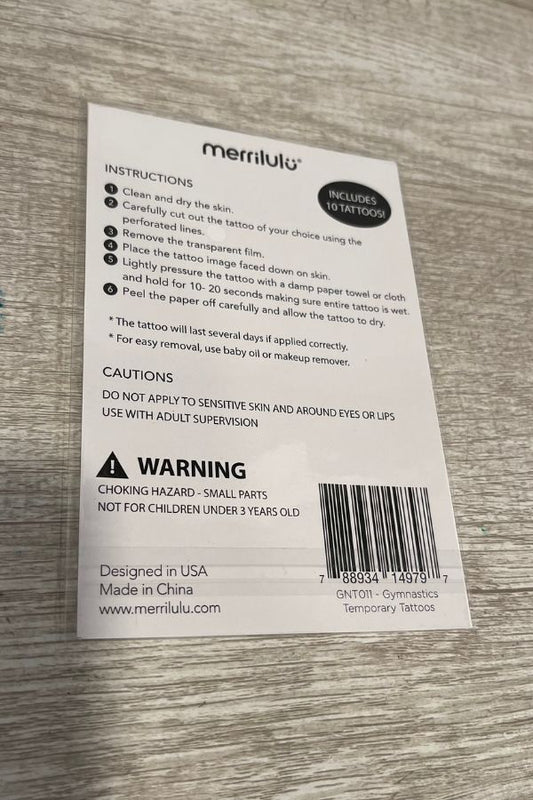 merrilulu®
INCLUDES
10 TATTOOS!
INSTRUCTIONS
1 Clean and dry the skin.
2 Carefully cut out the tattoo of your choice using the
perforated lines.
3 Remove the transparent film.
4 Place the tattoo image faced down on skin.
5 Lightly pressure the tattoo with a damp paper towel or cloth
and hold for 10- 20 seconds making sure entire tattoo is wet.
6 Peel the paper off carefully and allow the tattoo to dry.
* The tattoo will last several days if applied correctly.
* For easy removal, use baby oil or makeup remover.
CAUTIONS
DO NOT APPLY TO SENSITIVE SKIN AND AROUND EYES OR LIPS
USE WITH ADULT SUPERVISION
WARNING
CHOKING HAZARD - SMALL PARTS
NOT FOR CHILDREN UNDER 3 YEARS OLD
Designed in USA
Made in China
www.merrilulu.com
7 88934 14979 7
GNT011 - Gymnastics
Temporary Tattoos